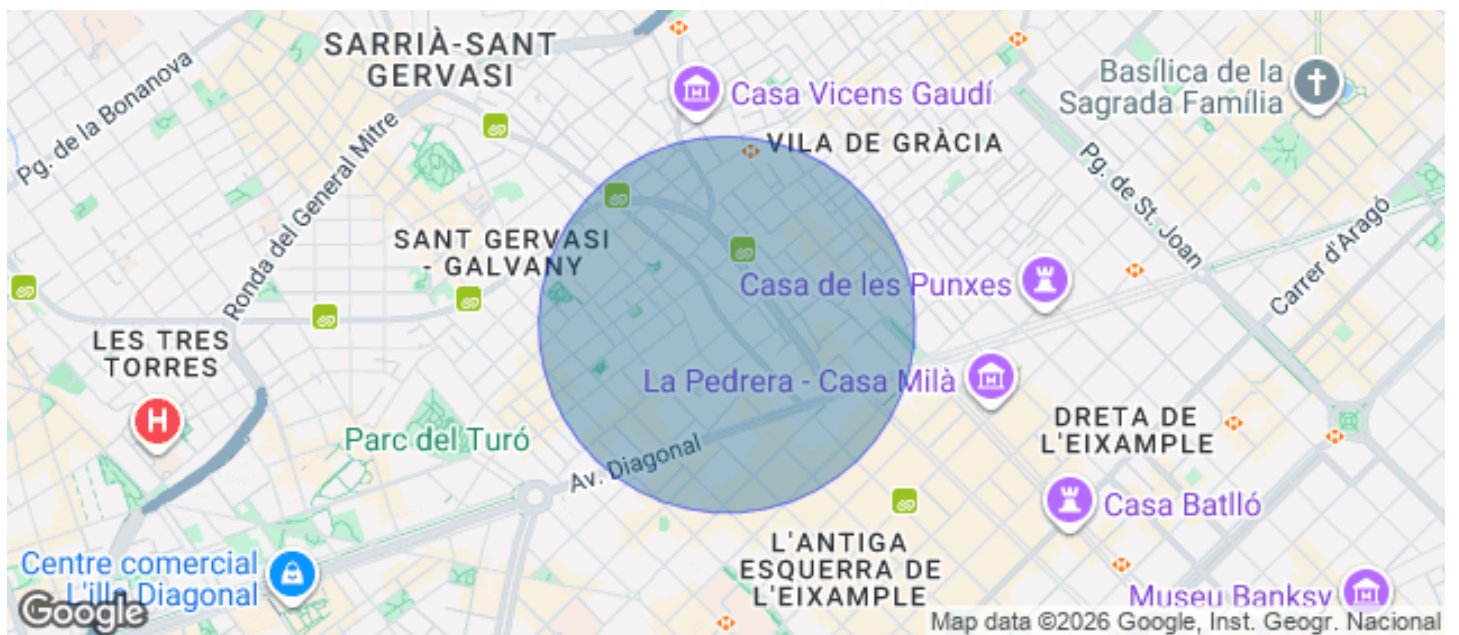 SARRIÀ-SANT
GERVASI
Pg. de la Bonanova
Casa Vicens Gaudí
Basílica de la
Sagrada Família
VILA DE GRÀCIA
Ronda del General Mitre
Pg. de St. Joan
SANT GERVASI
- GALVANY
Carrer d'Aragó
Casa de les Punxes
LES TRES
TORRES
La Pedrera - Casa Milà
H
Parc del Turó
DRETA DE
L'EIXAMPLE
Av. Diagonal
Casa Batlló
L'ANTIGA
ESQUERRA DE
L'EIXAMPLE
Centre comercial
L'illa Diagonal
Museu Banksy
Google
Map data ©2026 Google, Inst. Geogr. Nacional